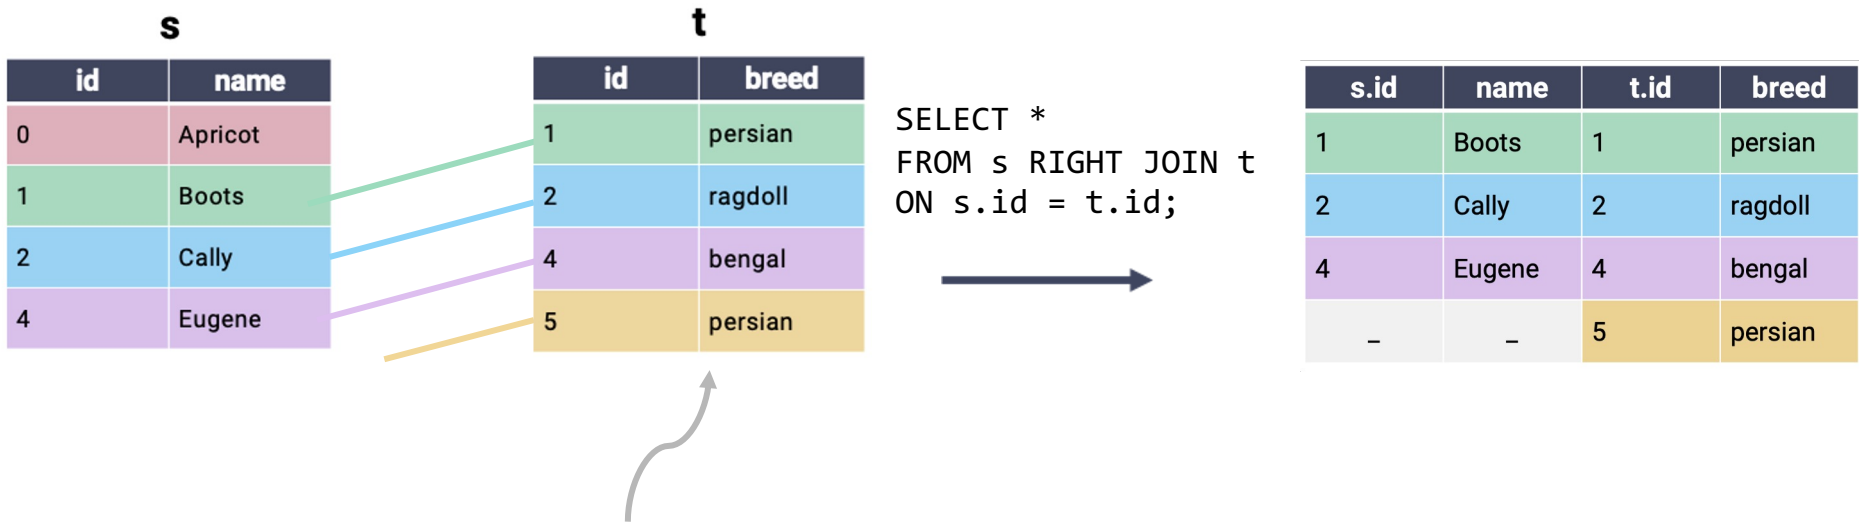 s
id name
0 Apricot
1 Boots
2 Cally
4 Eugene
t
id breed
1 persian
2 ragdoll
4 bengal
5 persian
SELECT *
FROM s RIGHT JOIN t
ON s.id = t.id;
s.id name t.id breed
1 Boots 1 persian
2 Cally 2 ragdoll
4 Eugene 4 bengal
_ _ 5 persian